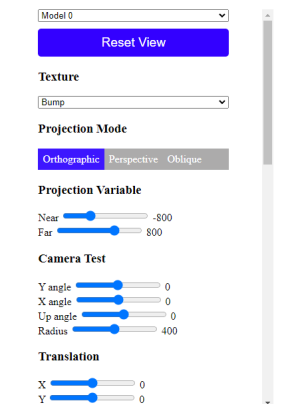 Model 0
Reset View
Texture
Bump
Projection Mode
Orthographic Perspective Oblique
Projection Variable
Near -800
Far 800
Camera Test
Y angle 0
X angle 0
Up angle 0
Radius 400
Translation
X 0
Y 0